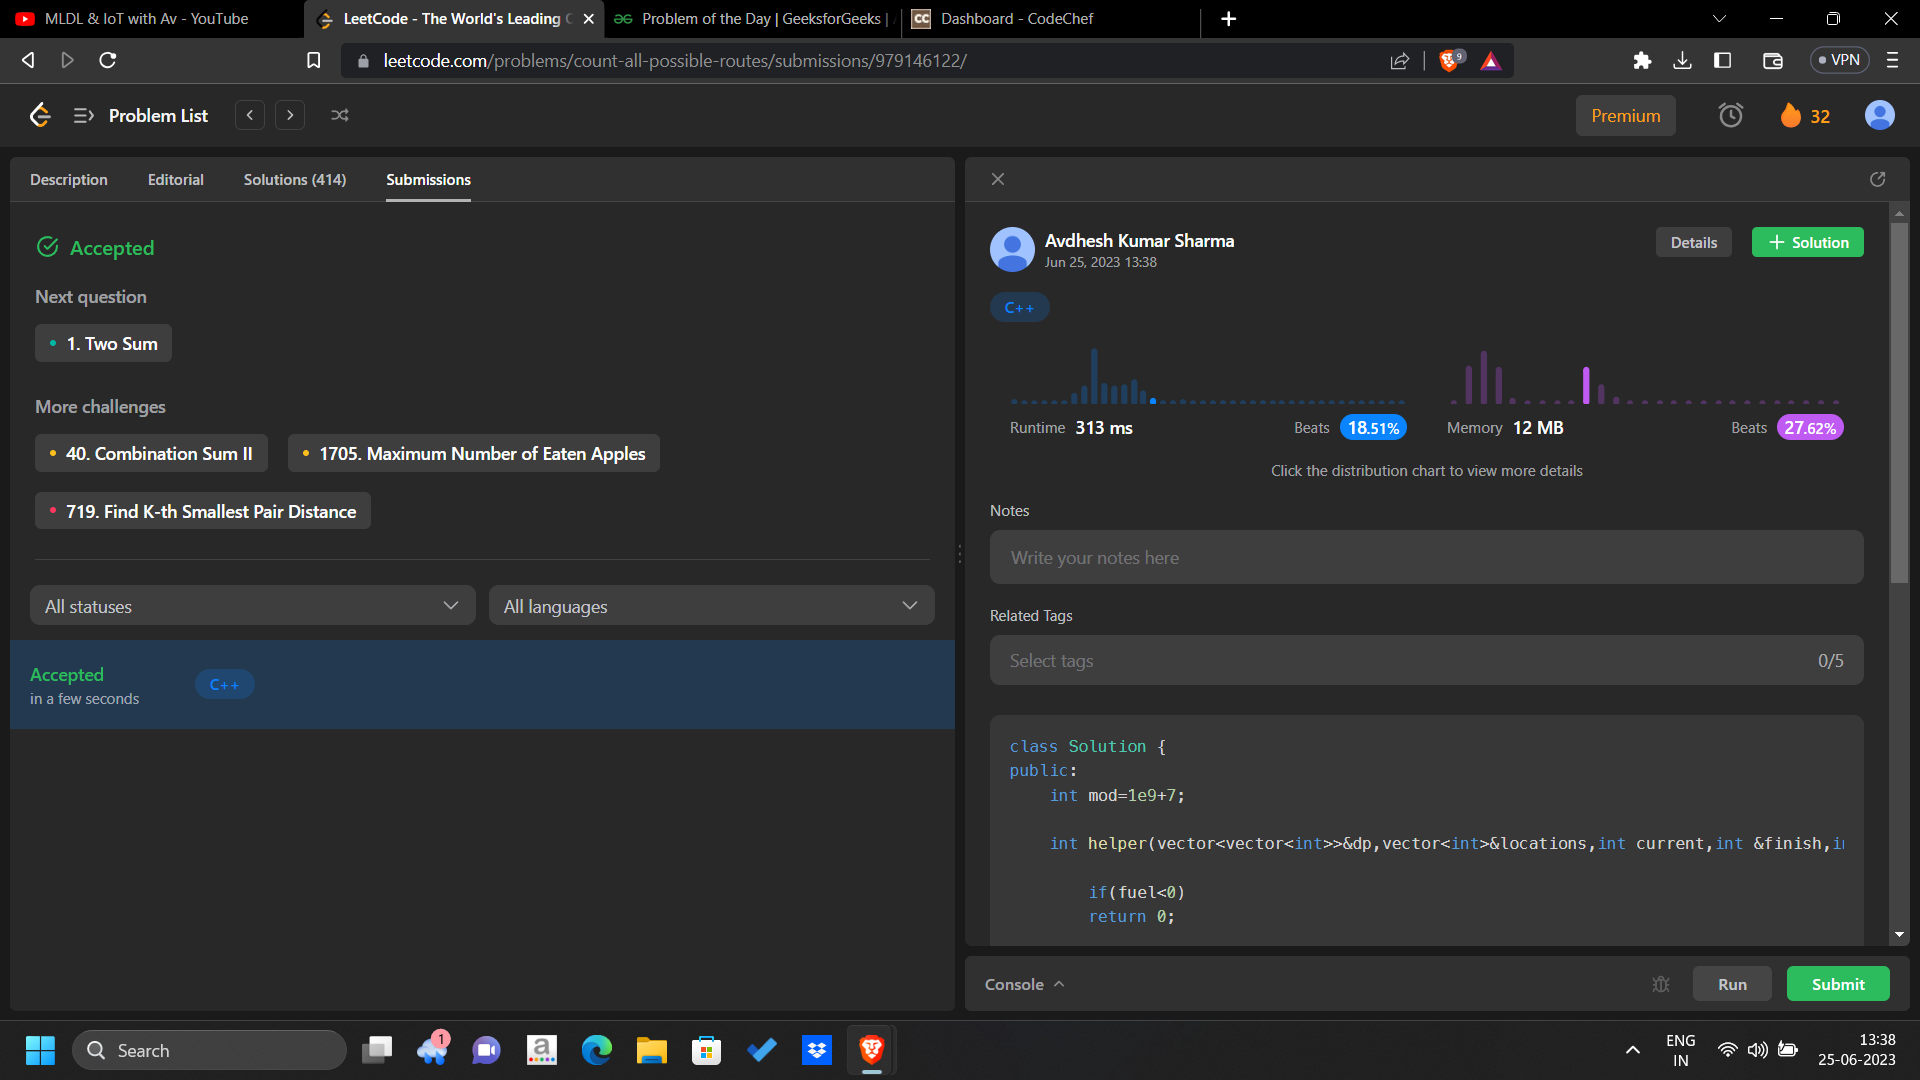 MLDL & IoT with Av - YouTube
LeetCode - The World's Leading
Problem of the Day | GeeksforGeeks |
CC Dashboard - CodeChef
leetcode.com/problems/count-all-possible-routes/submissions/979146122/
9
VPN
Problem List
Premium
32
Description Editorial Solutions (414) Submissions
Accepted
Next question
1. Two Sum
More challenges
40. Combination Sum II
1705. Maximum Number of Eaten Apples
719. Find K-th Smallest Pair Distance
All statuses
All languages
Accepted
in a few seconds
C++
Avdhesh Kumar Sharma
Jun 25, 2023 13:38
Details
+ Solution
C++
Runtime 313 ms
Beats 18.51%
Memory 12 MB
Beats 27.62%
Click the distribution chart to view more details
Notes
Write your notes here
Related Tags
Select tags
0/5
class Solution {
public:
int mod=1e9+7;
int helper(vector<vector<int>>&dp,vector<int>&locations,int current,int &finish,
if(fuel<0)
return 0;
Console
Run
Submit
Search
1
a
ENG
IN
13:38
25-06-2023